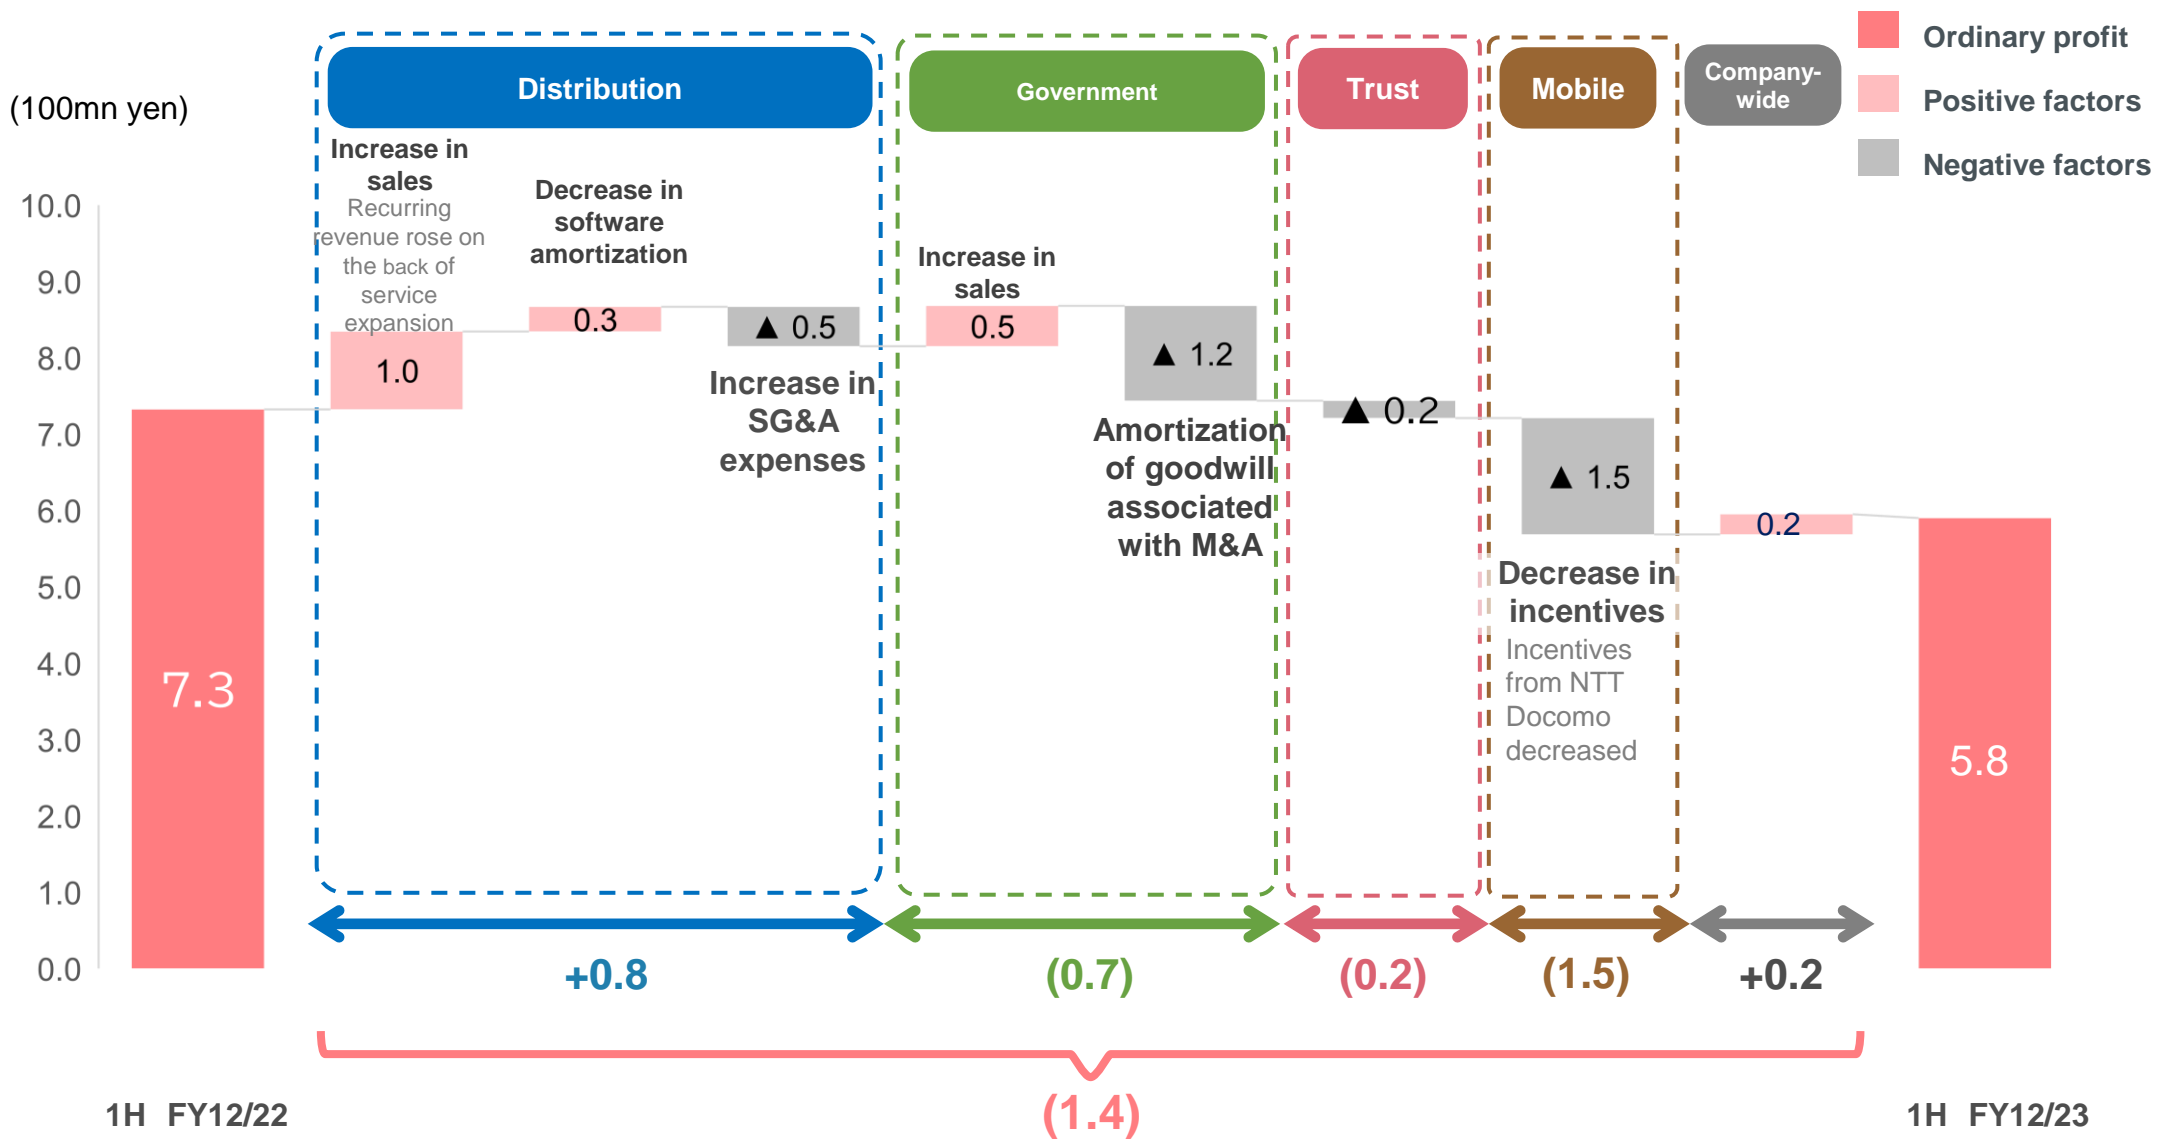 (100mn yen)
Distribution
Government
Trust
Mobile
Company-
wide
Ordinary profit
Positive factors
Negative factors
10.0
9.0
8.0
7.0
6.0
5.0
4.0
3.0
2.0
1.0
0.0
7.3
Increase in
sales
Recurring
revenue rose on
the back of
service
expansion
1.0
Decrease in
software
amortization
0.3
▲ 0.5
Increase in
SG&A
expenses
Increase in
sales
0.5
▲ 1.2
Amortization
of goodwill
associated
with M&A
▲ 0.2
▲ 1.5
Decrease in
incentives
Incentives
from NTT
Docomo
decreased
0.2
5.8
+0.8
(0.7)
(0.2)
(1.5)
+0.2
(1.4)
1H FY12/22
1H FY12/23